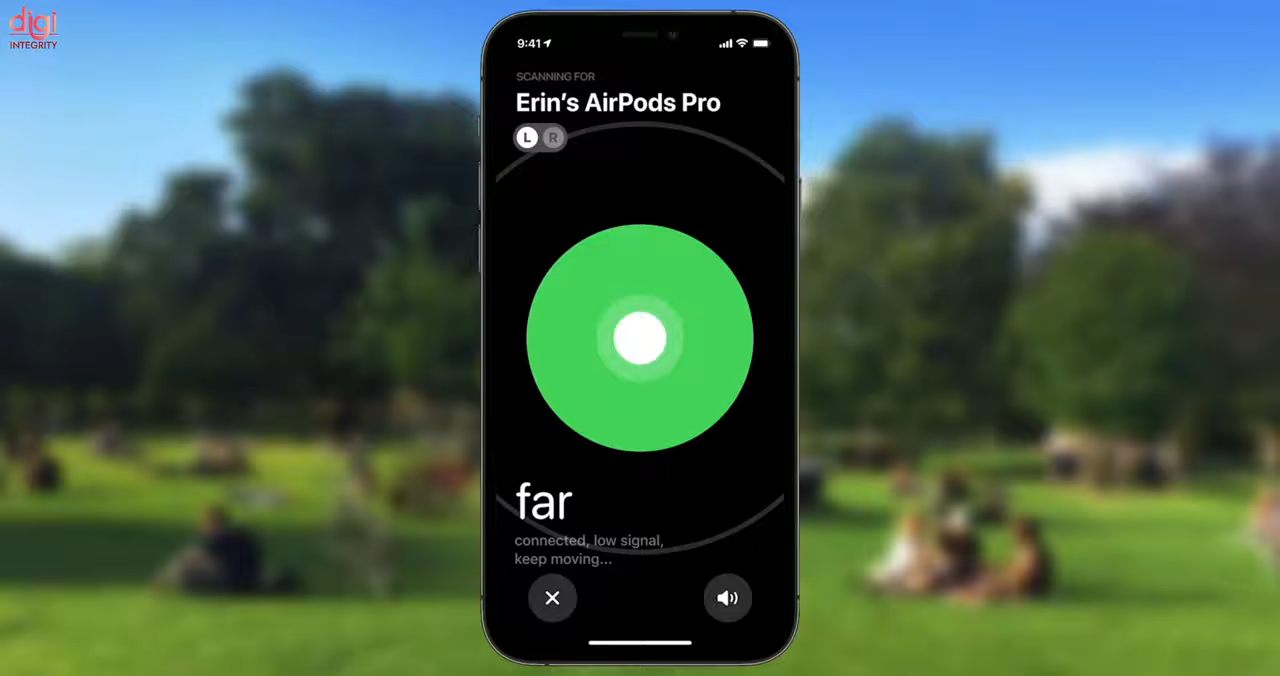 digi
INTEGRITY
9:41
SCANNING FOR
Erin’s AirPods Pro
L R
far
connected, low signal,
keep moving...